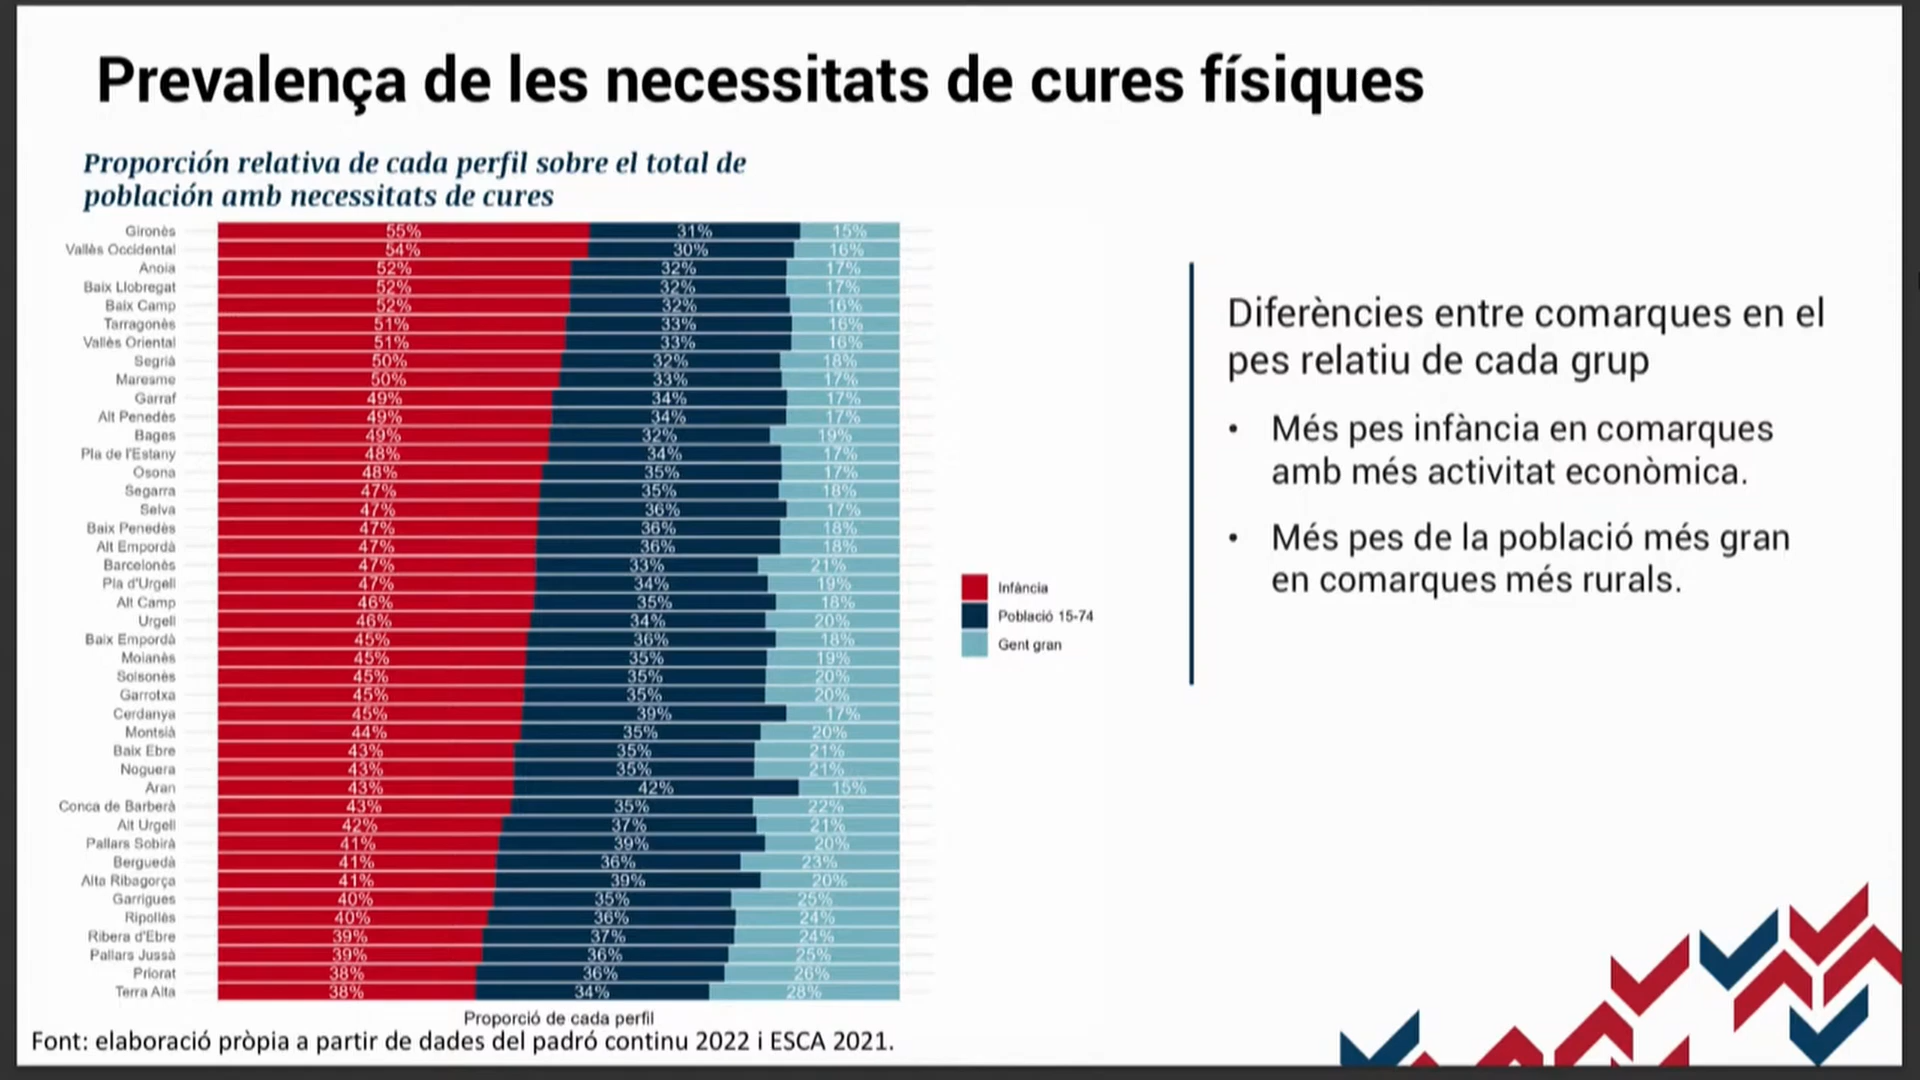 Prevalença de les necessitats de cures físiques
Proporción relativa de cada perfil sobre el total de
población amb necessitats de cures
Gironès 55% 31% 15%
Vallès Occidental 54% 30% 16%
Anoia 52% 32% 17%
Baix Llobregat 52% 32% 17%
Baix Camp 52% 32% 16%
Tarragonès 51% 33% 16%
Vallès Oriental 51% 33% 16%
Segrià 50% 32% 18%
Maresme 50% 33% 17%
Garraf 49% 34% 17%
Alt Penedès 49% 34% 17%
Bages 49% 32% 19%
Pla de l'Estany 48% 34% 17%
Osona 48% 35% 17%
Segarra 47% 35% 18%
Selva 47% 36% 17%
Baix Penedès 47% 36% 18%
Alt Empordà 47% 36% 18%
Barcelonès 47% 33% 21%
Pla d'Urgell 47% 34% 19%
Alt Camp 46% 35% 18%
Urgell 46% 34% 20%
Baix Empordà 45% 36% 18%
Moianès 45% 35% 19%
Solsonès 45% 35% 20%
Garrotxa 45% 35% 20%
Cerdanya 45% 39% 17%
Montsià 44% 35% 20%
Baix Ebre 43% 35% 21%
Noguera 43% 35% 21%
Aran 43% 42% 15%
Conca de Barberà 43% 35% 22%
Alt Urgell 42% 37% 21%
Pallars Sobirà 41% 39% 20%
Berguedà 41% 36% 23%
Alta Ribagorça 41% 39% 20%
Garrigues 40% 35% 25%
Ripollès 40% 36% 24%
Ribera d'Ebre 39% 37% 24%
Pallars Jussà 39% 36% 25%
Priorat 38% 36% 26%
Terra Alta 38% 34% 28%
Proporció de cada perfil
Infància
Població 15-74
Gent gran
Diferències entre comarques en el
pes relatiu de cada grup
• Més pes infància en comarques
amb més activitat econòmica.
• Més pes de la població més gran
en comarques més rurals.
Font: elaboració pròpia a partir de dades del padró continu 2022 i ESCA 2021.